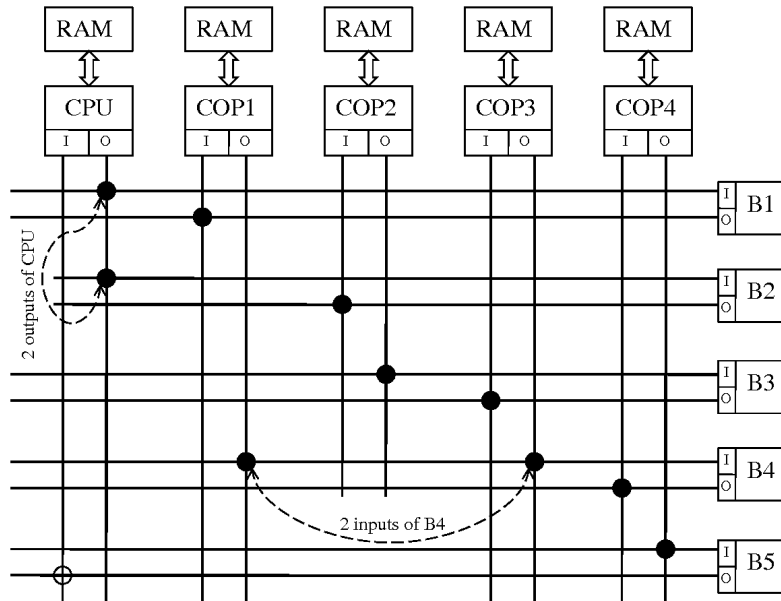 RAM RAM RAM RAM RAM
CPU COP1 COP2 COP3 COP4
I O I O I O I O I O
I B1
O
2 outputs of CPU
I B2
O
I B3
O
I B4
O
2 inputs of B4
I B5
O